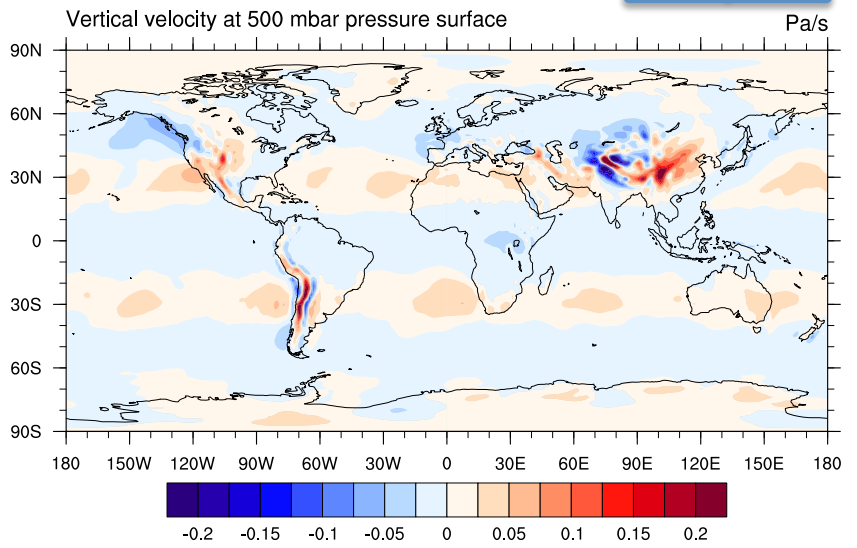 Vertical velocity at 500 mbar pressure surface Pa/s
90N
60N
30N
0
30S
60S
90S
180 150W 120W 90W 60W 30W 0 30E 60E 90E 120E 150E 180
-0.2 -0.15 -0.1 -0.05 0 0.05 0.1 0.15 0.2